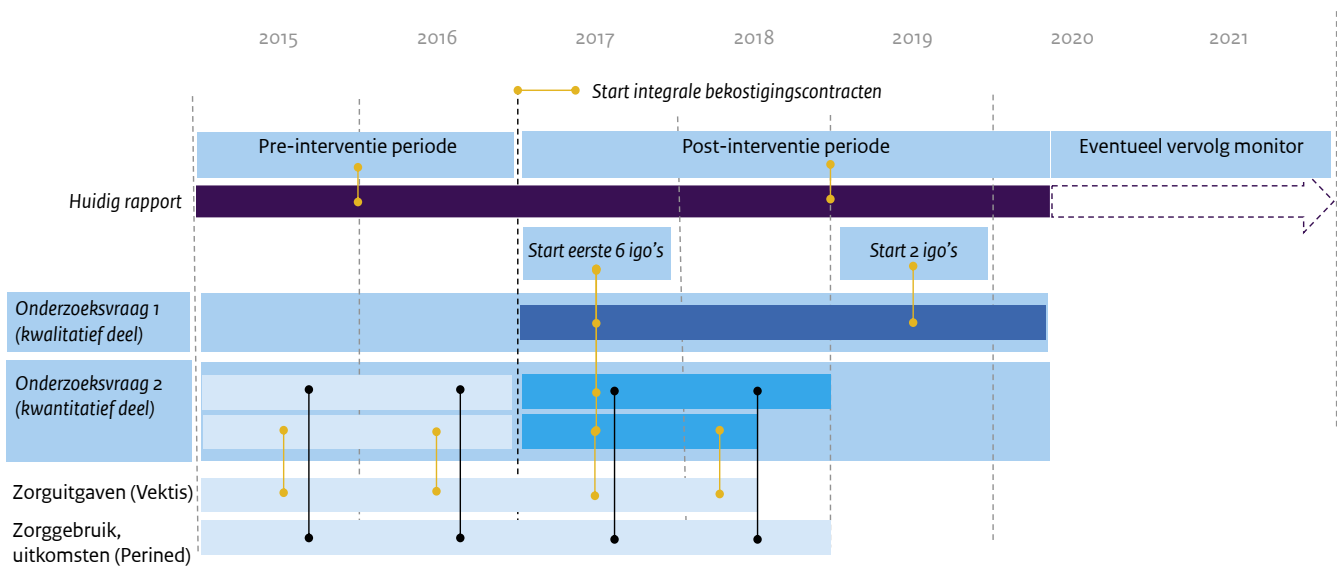 2015 2016 2017 2018 2019 2020 2021
Start integrale bekostigingscontracten
Pre-interventie periode
Post-interventie periode
Eventueel vervolg monitor
Huidig rapport
Start eerste 6 igo's
Start 2 igo's
Onderzoeksvraag 1
(kwalitatief deel)
Onderzoeksvraag 2
(kwantitatief deel)
Zorguitgaven (Vektis)
Zorggebruik,
uitkomsten (Perined)